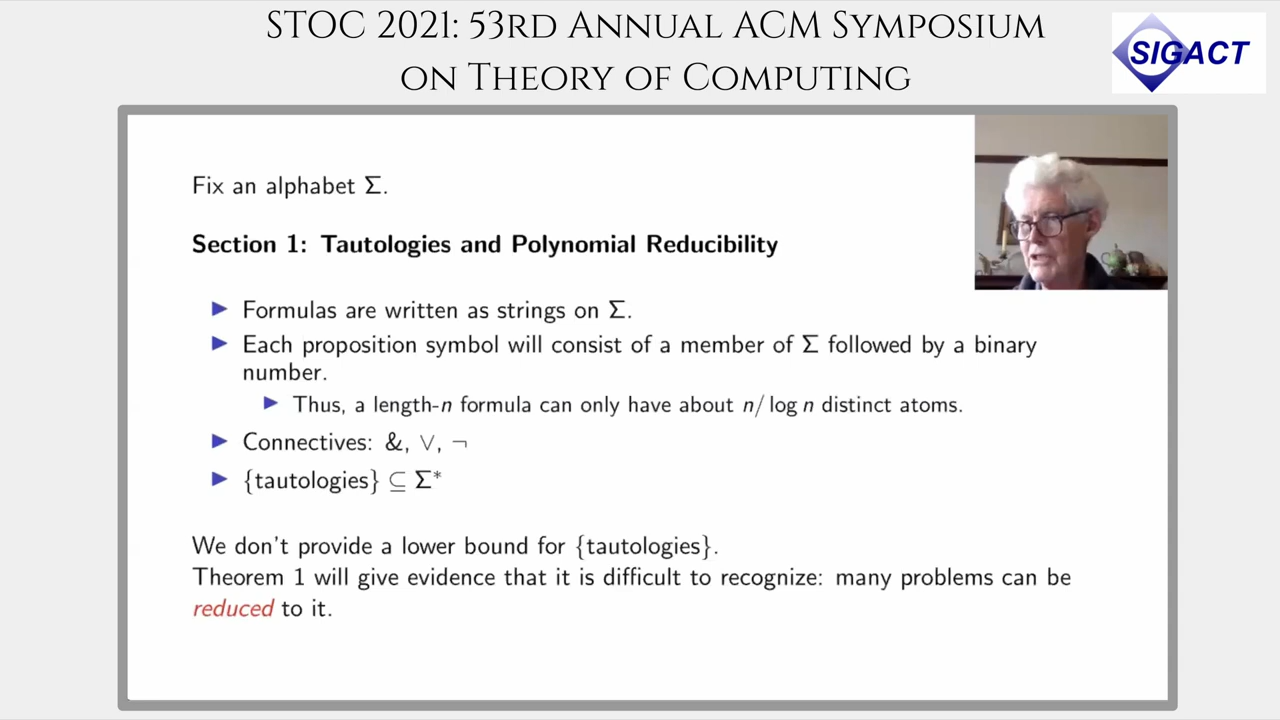 STOC 2021: 53RD ANNUAL ACM SYMPOSIUM
ON THEORY OF COMPUTING
SIGACT
Fix an alphabet Σ.
Section 1: Tautologies and Polynomial Reducibility
▶ Formulas are written as strings on Σ.
▶ Each proposition symbol will consist of a member of Σ followed by a binary
number.
▶ Thus, a length-n formula can only have about n/ log n distinct atoms.
▶ Connectives: &, ∨, ¬
▶ {tautologies} ⊆ Σ*
We don't provide a lower bound for {tautologies}.
Theorem 1 will give evidence that it is difficult to recognize: many problems can be
reduced to it.